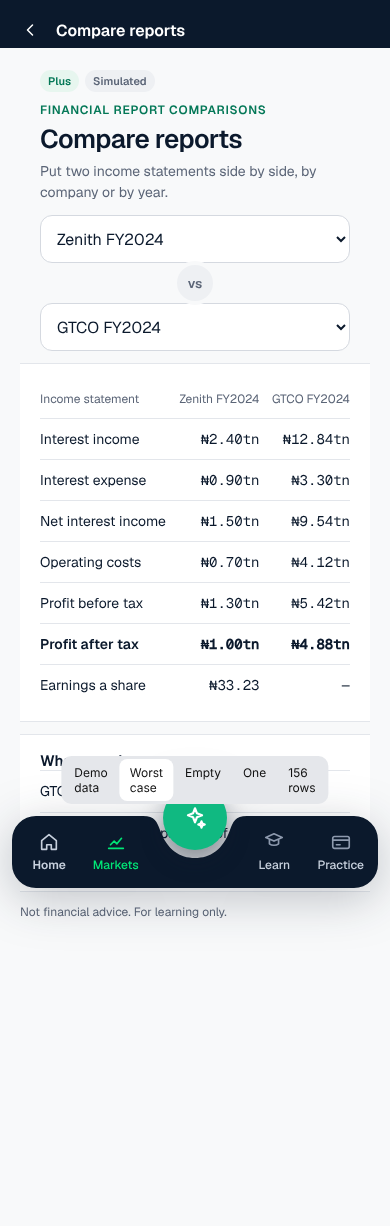 Compare reports
Plus
Simulated
FINANCIAL REPORT COMPARISONS
Compare reports
Put two income statements side by side, by
company or by year.
Zenith FY2024
vs
GTCO FY2024
Income statement Zenith FY2024 GTCO FY2024
Interest income ₦2.40tn ₦12.84tn
Interest expense ₦0.90tn ₦3.30tn
Net interest income ₦1.50tn ₦9.54tn
Operating costs ₦0.70tn ₦4.12tn
Profit before tax ₦1.30tn ₦5.42tn
Profit after tax ₦1.00tn ₦4.88tn
Earnings a share ₦33.23 –
Demo data
Worst case
Empty
One
156 rows
Home
Markets
Learn
Practice
Not financial advice. For learning only.